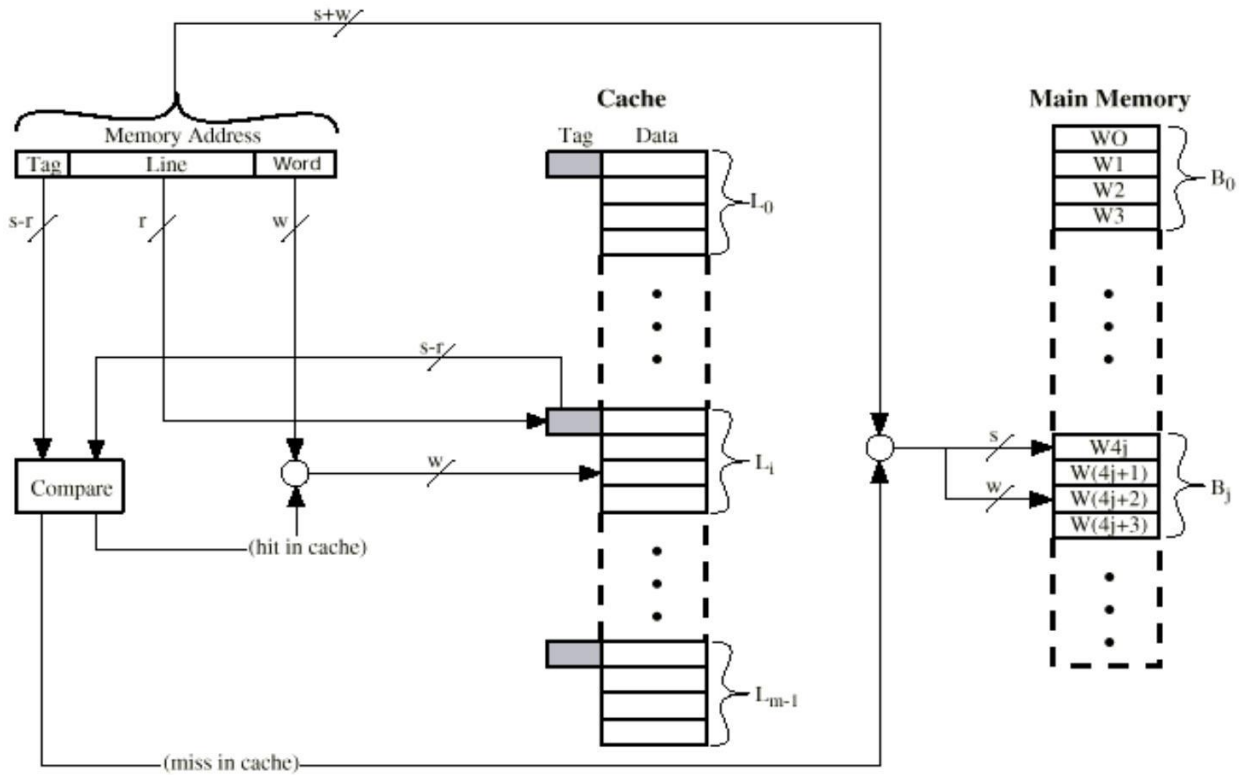 s+w
Cache
Main Memory
Memory Address
Tag Data
Tag Line Word
WO
W1
W2
W3
B0
L0
s-r
r
w
s-r
Compare
w
Li
s
w
W4j
W(4j+1)
W(4j+2)
W(4j+3)
Bj
(hit in cache)
Lm-1
(miss in cache)